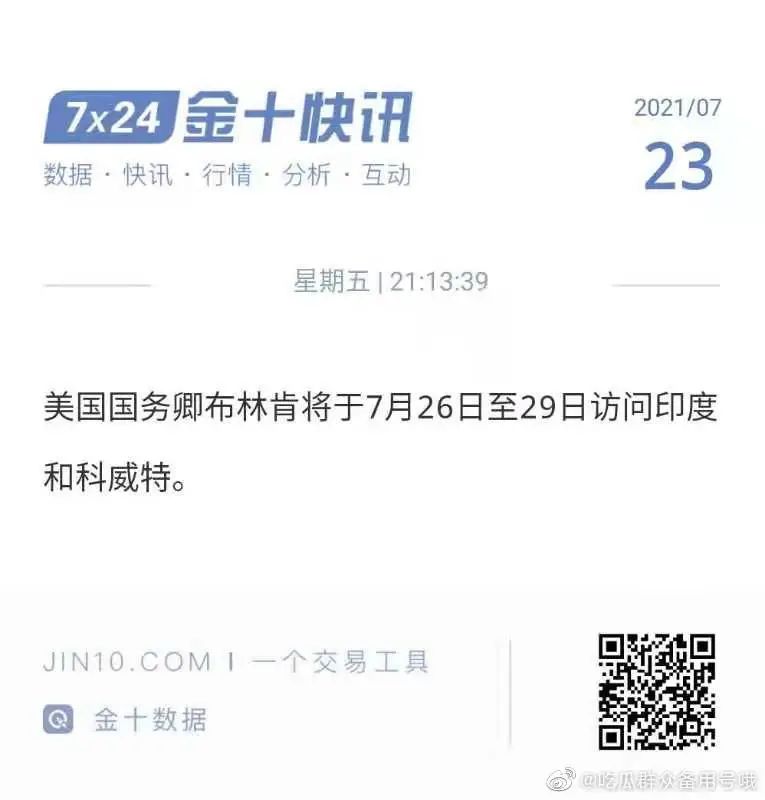 7x24 金十快讯
2021/07
23
数据 · 快讯 · 行情 · 分析 · 互动
星期五 | 21:13:39
美国国务卿布林肯将于7月26日至29日访问印度
和科威特。
JIN10.COM | 一个交易工具
金十数据
@吃瓜群众备用号哦